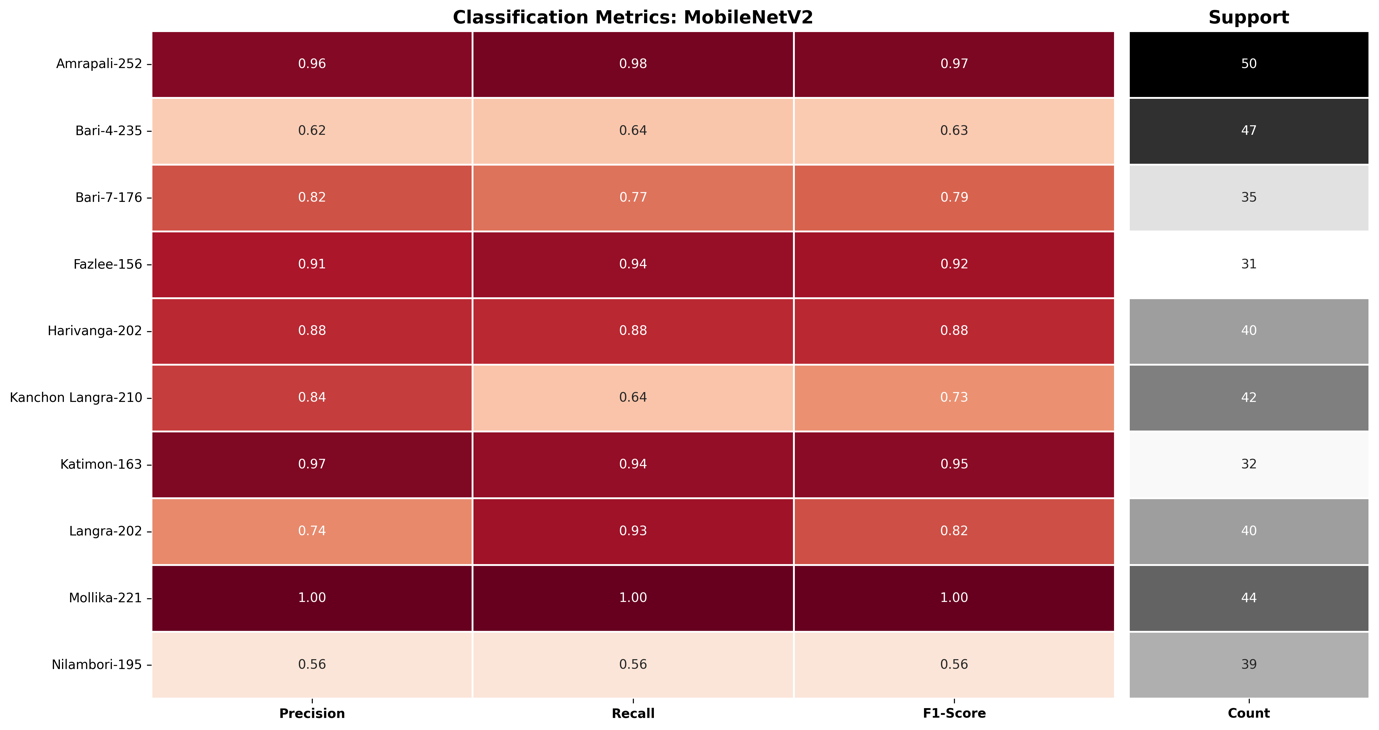 Classification Metrics: MobileNetV2 Support
Amrapali-252 0.96 0.98 0.97 50
Bari-4-235 0.62 0.64 0.63 47
Bari-7-176 0.82 0.77 0.79 35
Fazlee-156 0.91 0.94 0.92 31
Harivanga-202 0.88 0.88 0.88 40
Kanchon Langra-210 0.84 0.64 0.73 42
Katimon-163 0.97 0.94 0.95 32
Langra-202 0.74 0.93 0.82 40
Mollika-221 1.00 1.00 1.00 44
Nilambori-195 0.56 0.56 0.56 39
Precision Recall F1-Score Count